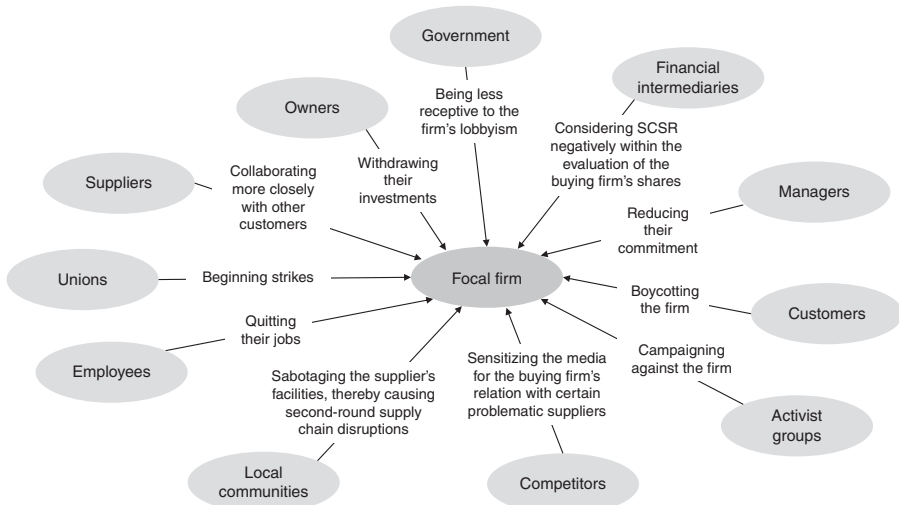 Government
Being less
receptive to the
firm's lobbyism
Financial
intermediaries
Considering SCSR
negatively within the
evaluation of the
buying firm's shares
Owners
Withdrawing
their
investments
Suppliers
Collaborating
more closely
with other
customers
Managers
Reducing
their
commitment
Unions
Beginning strikes
Focal firm
Boycotting
the firm
Customers
Employees
Quitting
their jobs
Campaigning
against the firm
Activist
groups
Sabotaging the supplier's
facilities, thereby causing
second-round supply
chain disruptions
Local
communities
Sensitizing the media
for the buying firm's
relation with certain
problematic suppliers
Competitors